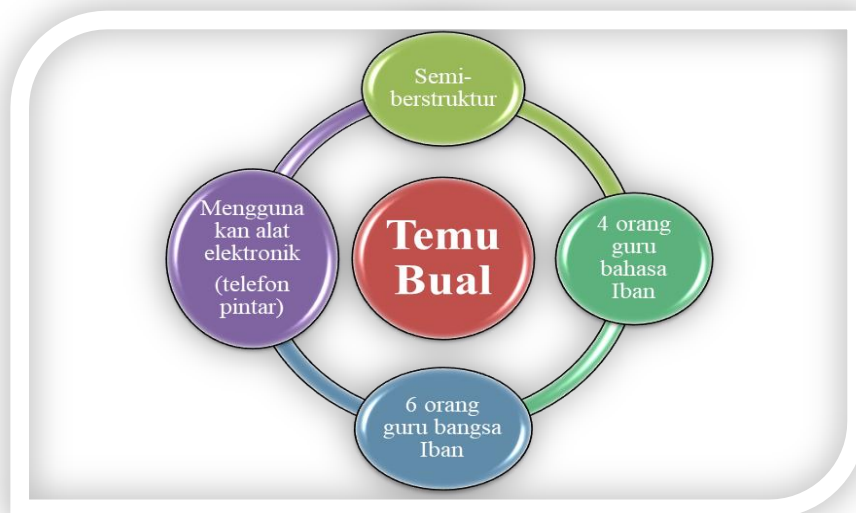 Semi-
berstruktur
Mengguna
kan alat
elektronik
(telefon
pintar)
Temu
Bual
4 orang
guru
bahasa
Iban
6 orang
guru bangsa
Iban